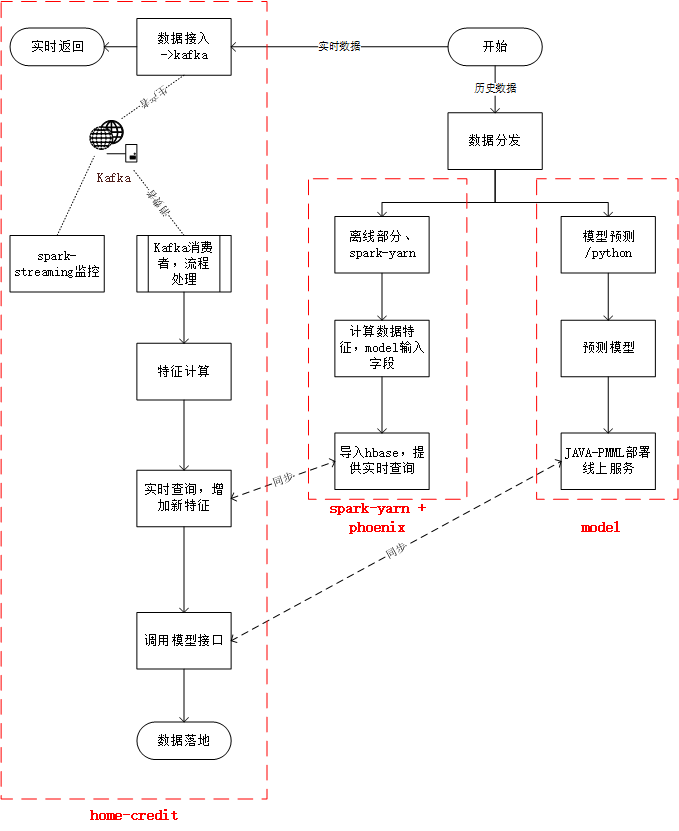 实时返回
数据接入
->kafka
实时数据
开始
历史数据
数据分发
生产者
Kafka
消费者
spark-
streaming监控
Kafka消费
者，流程
处理
离线部分、
spark-yarn
模型预测
/python
特征计算
计算数据特
征，model输入
字段
预测模型
实时查询，增
加新特征
同步
导入hbase，提
供实时查询
JAVA-PMML部署
线上服务
spark-yarn +
phoenix
model
同步
调用模型接口
数据落地
home-credit